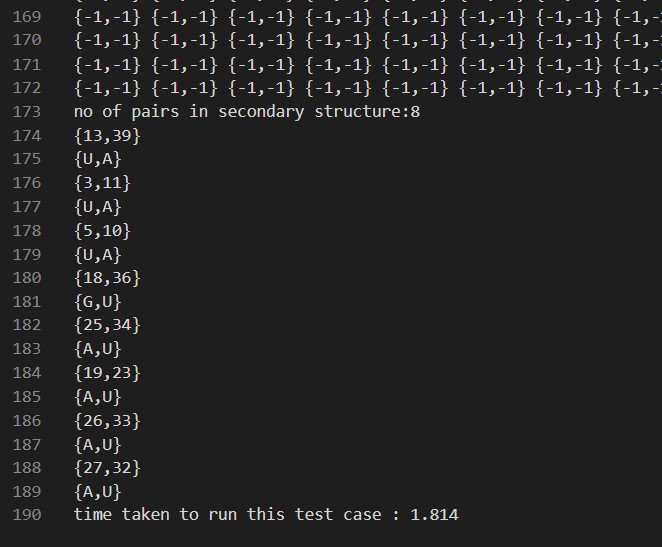 169 {-1,-1} {-1,-1} {-1,-1} {-1,-1} {-1,-1} {-1,-1} {-1,-1} {-1,-
170 {-1,-1} {-1,-1} {-1,-1} {-1,-1} {-1,-1} {-1,-1} {-1,-1} {-1,-
171 {-1,-1} {-1,-1} {-1,-1} {-1,-1} {-1,-1} {-1,-1} {-1,-1} {-1,-
172 {-1,-1} {-1,-1} {-1,-1} {-1,-1} {-1,-1} {-1,-1} {-1,-1} {-1,-
173 no of pairs in secondary structure:8
174 {13,39}
175 {U,A}
176 {3,11}
177 {U,A}
178 {5,10}
179 {U,A}
180 {18,36}
181 {G,U}
182 {25,34}
183 {A,U}
184 {19,23}
185 {A,U}
186 {26,33}
187 {A,U}
188 {27,32}
189 {A,U}
190 time taken to run this test case : 1.814